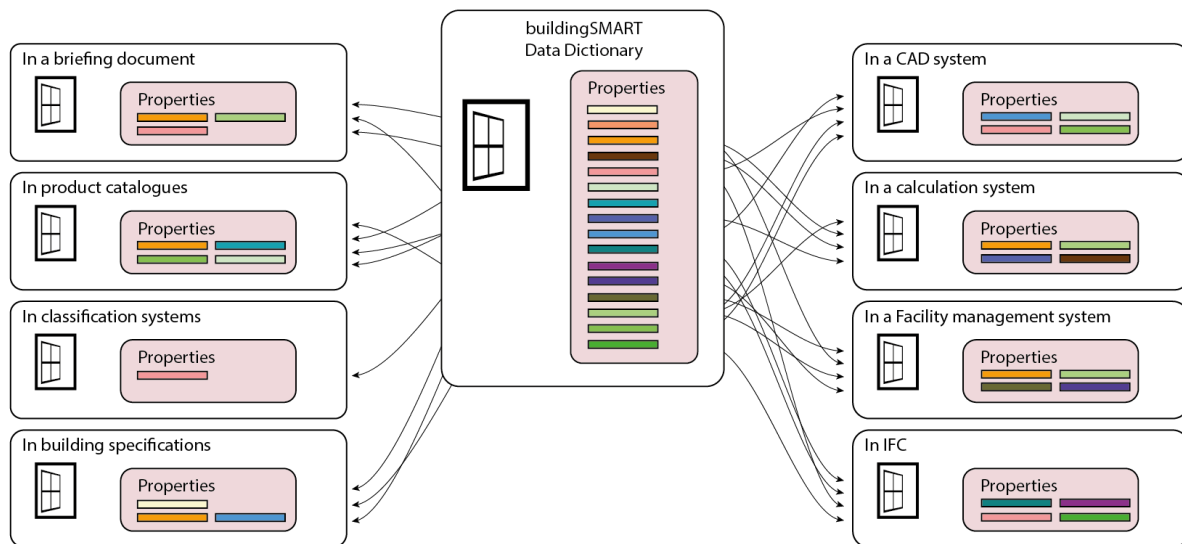 buildingSMART
Data Dictionary
Properties
In a briefing document
Properties
In product catalogues
Properties
In classification systems
Properties
In building specifications
Properties
In a CAD system
Properties
In a calculation system
Properties
In a Facility management system
Properties
In IFC
Properties